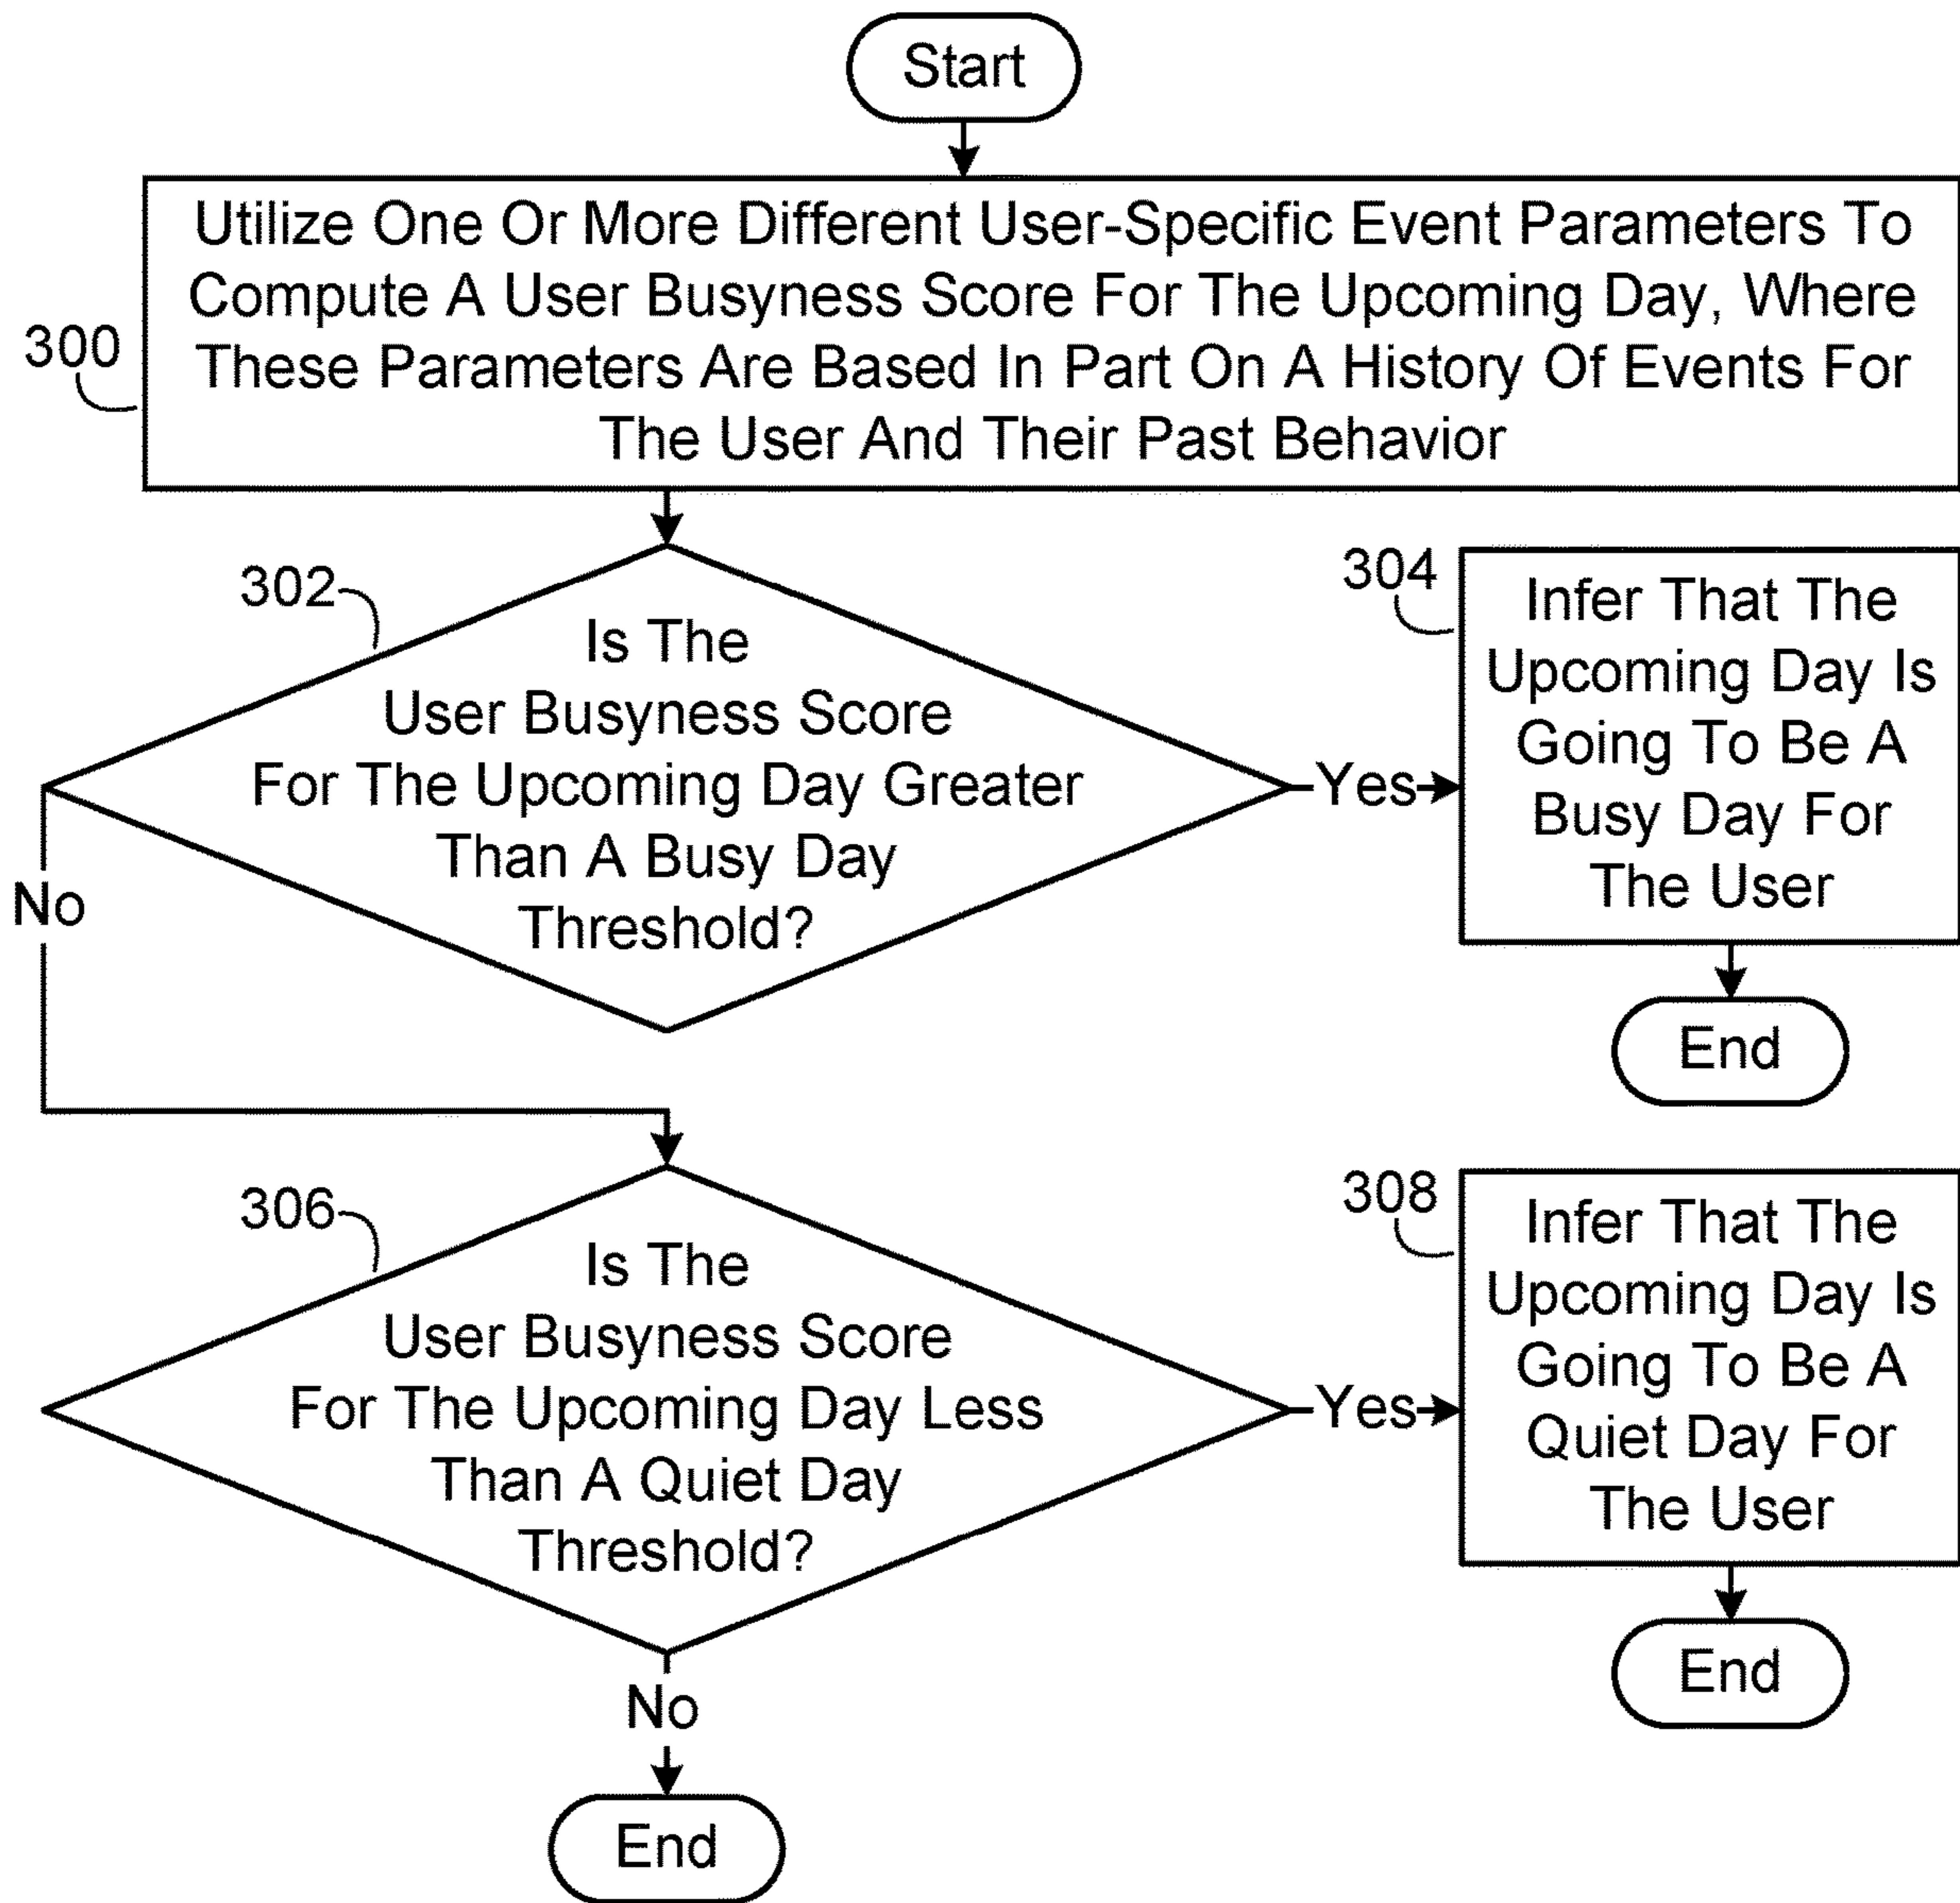 Start
Utilize One Or More Different User-Specific Event Parameters To
Compute A User Busyness Score For The Upcoming Day, Where
These Parameters Are Based In Part On A History Of Events For
The User And Their Past Behavior
300
302
Is The
User Busyness Score
For The Upcoming Day Greater
Than A Busy Day
Threshold?
Yes
304
Infer That The
Upcoming Day Is
Going To Be A
Busy Day For
The User
End
No
306
Is The
User Busyness Score
For The Upcoming Day Less
Than A Quiet Day
Threshold?
Yes
308
Infer That The
Upcoming Day Is
Going To Be A
Quiet Day For
The User
End
No
End